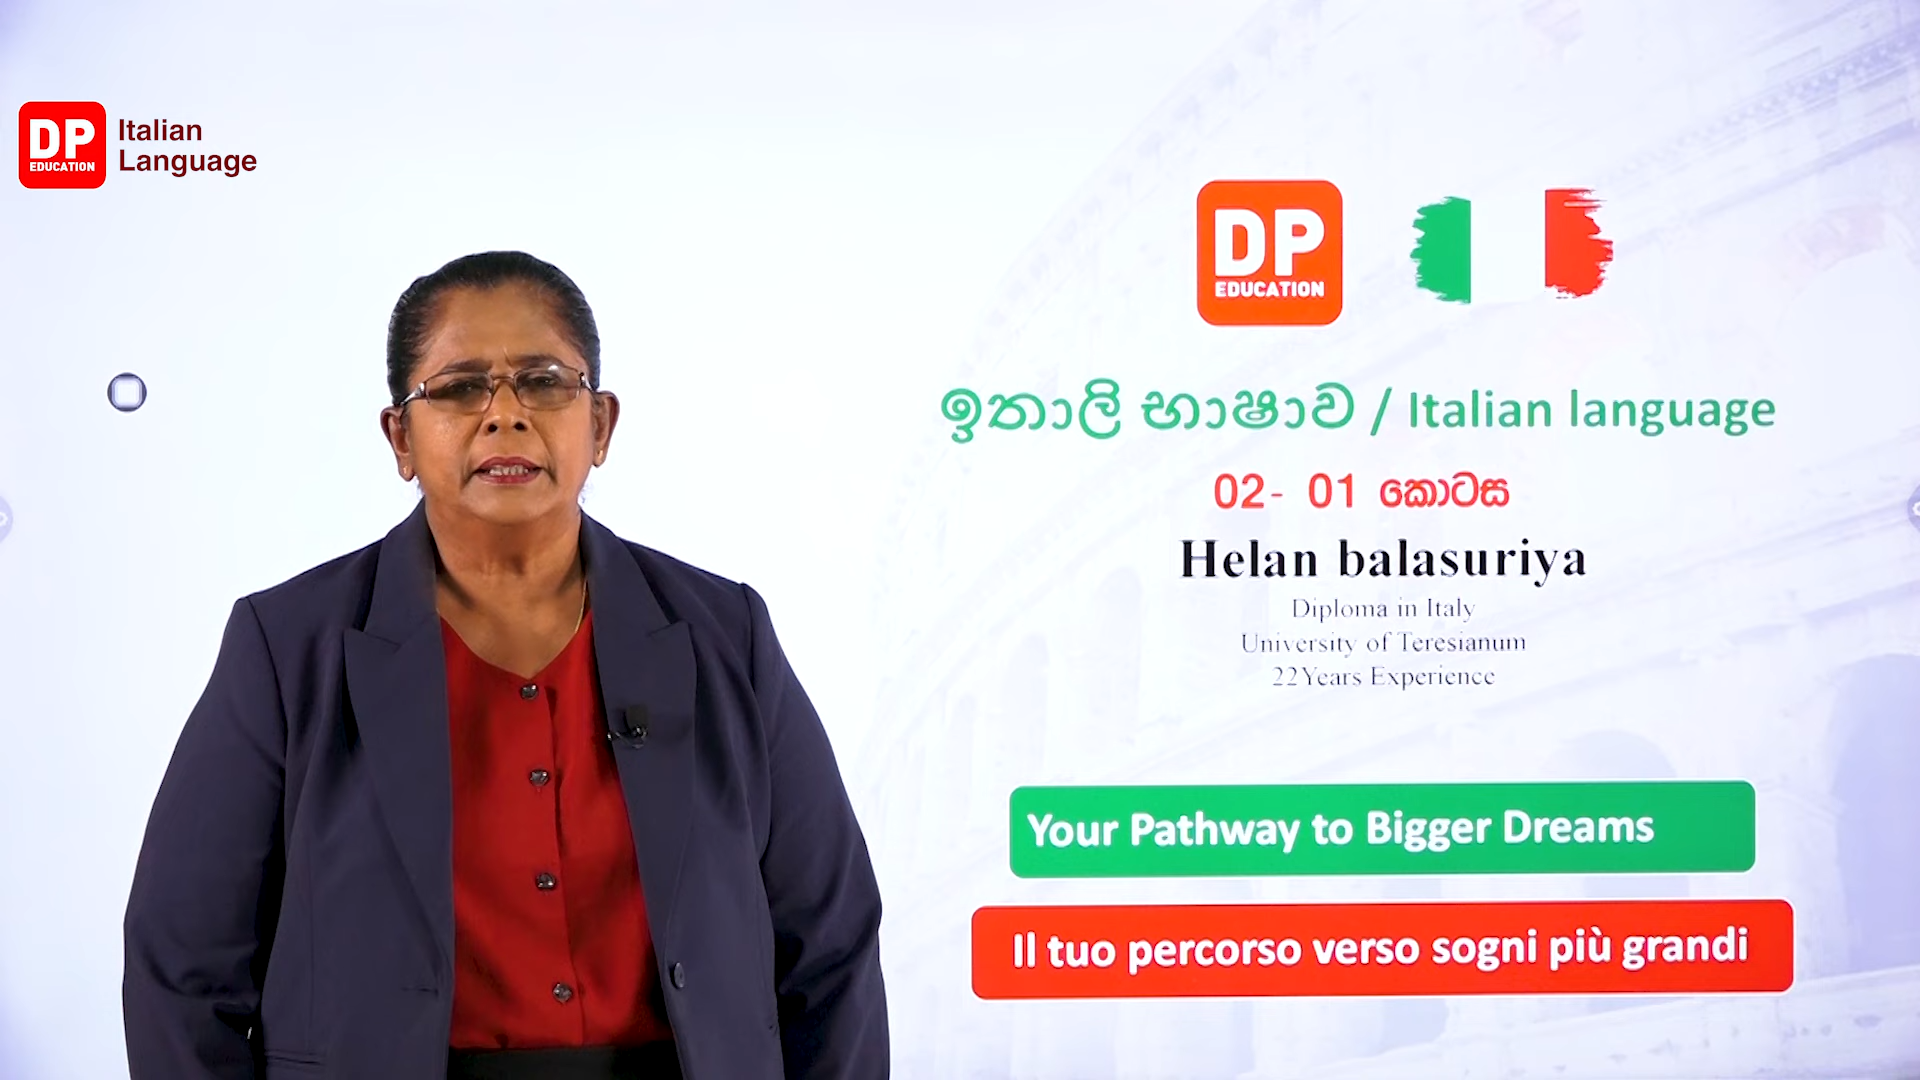 DP
EDUCATION
Italian
Language
DP
EDUCATION
ඉතාලි භාෂාව / Italian language
02- 01 කොටස
Helan balasuriya
Diploma in Italy
University of Teresianum
22Years Experience
Your Pathway to Bigger Dreams
Il tuo percorso verso sogni più grandi